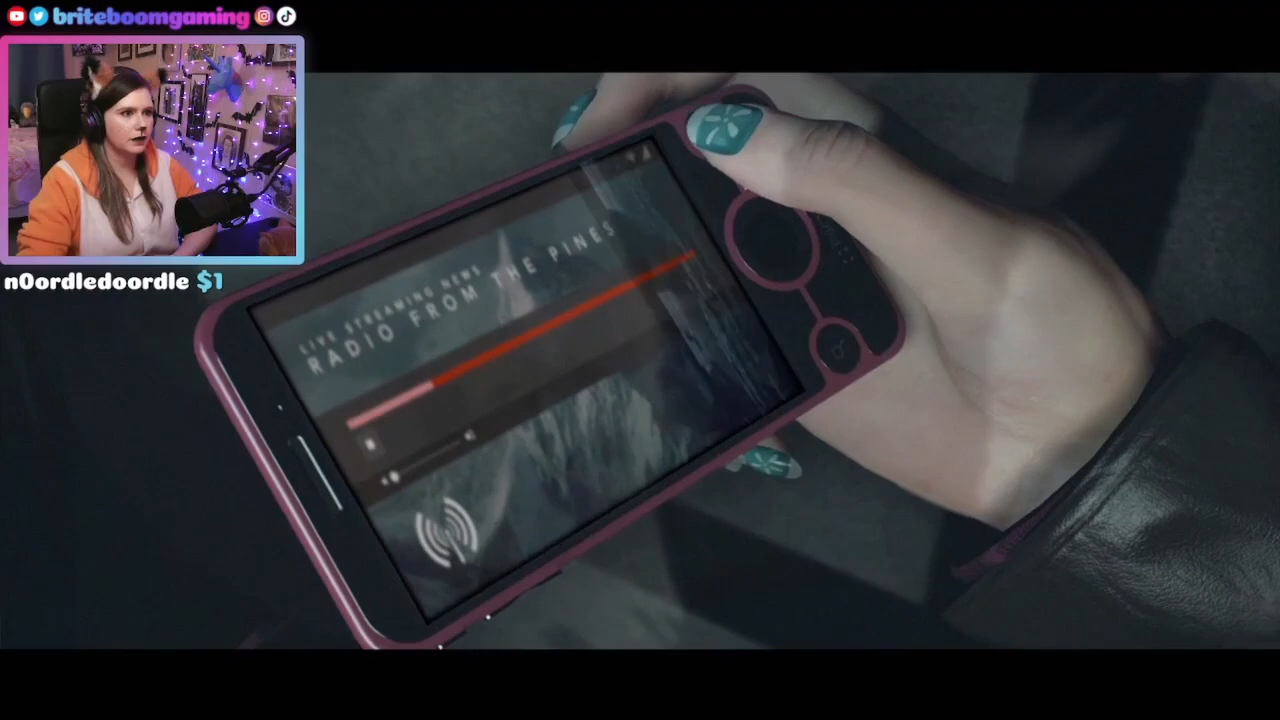 briteboomgaming
n0ordledoordle $1
LIVE STREAMING NEWS
RADIO FROM THE PINES